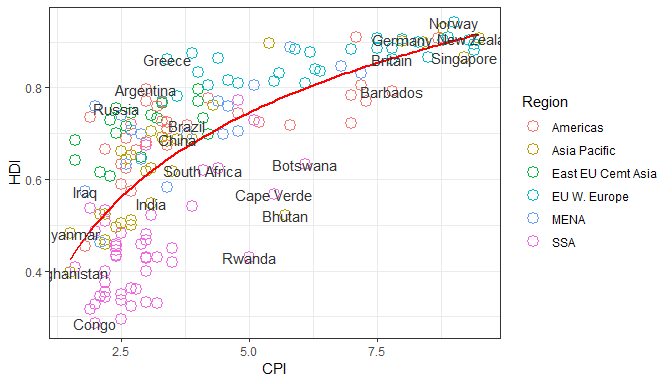 Norway
Germany New Zeala
Greece Britain Singapore
Argentina Barbados
Russia
Brazil
China
South Africa Botswana
Iraq Cape Verde
India Bhutan
yanmar
Rwanda
ghanistan
Congo
0.8
0.6
0.4
HDI
2.5 5.0 7.5
CPI
Region
Americas
Asia Pacific
East EU Cemt Asia
EU W. Europe
MENA
SSA